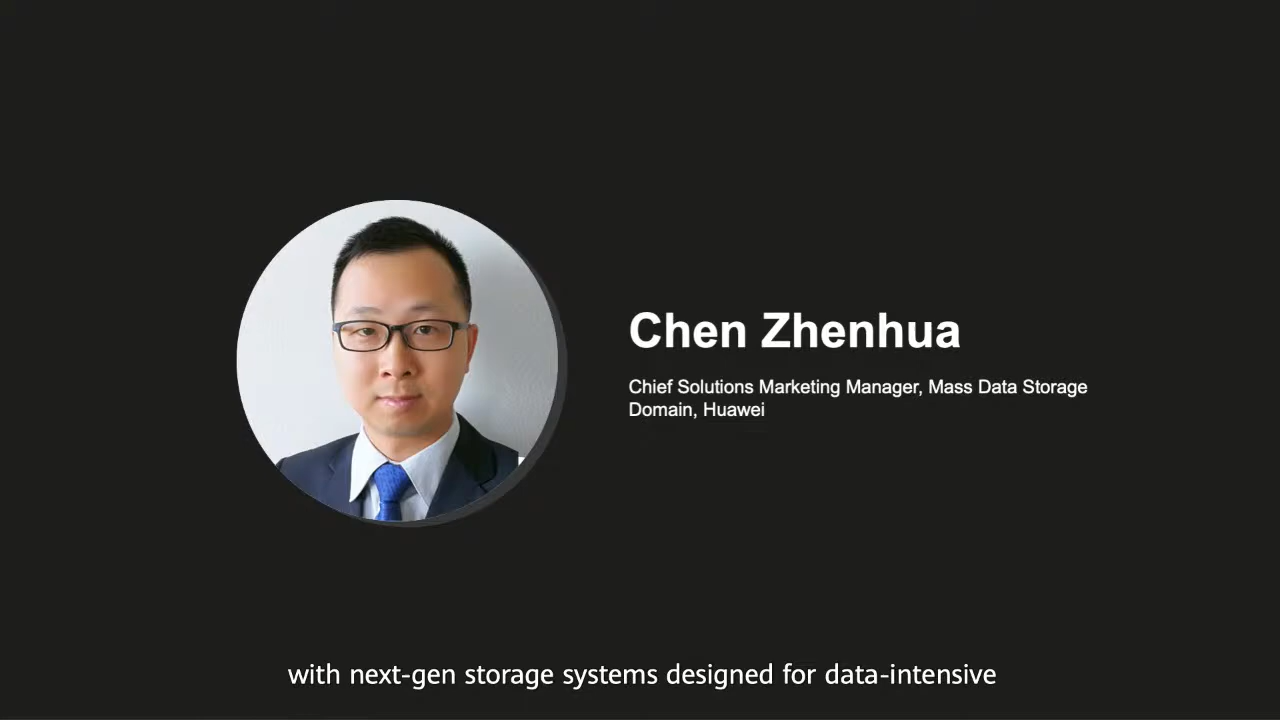 Chen Zhenhua
Chief Solutions Marketing Manager, Mass Data Storage
Domain, Huawei
with next-gen storage systems designed for data-intensive